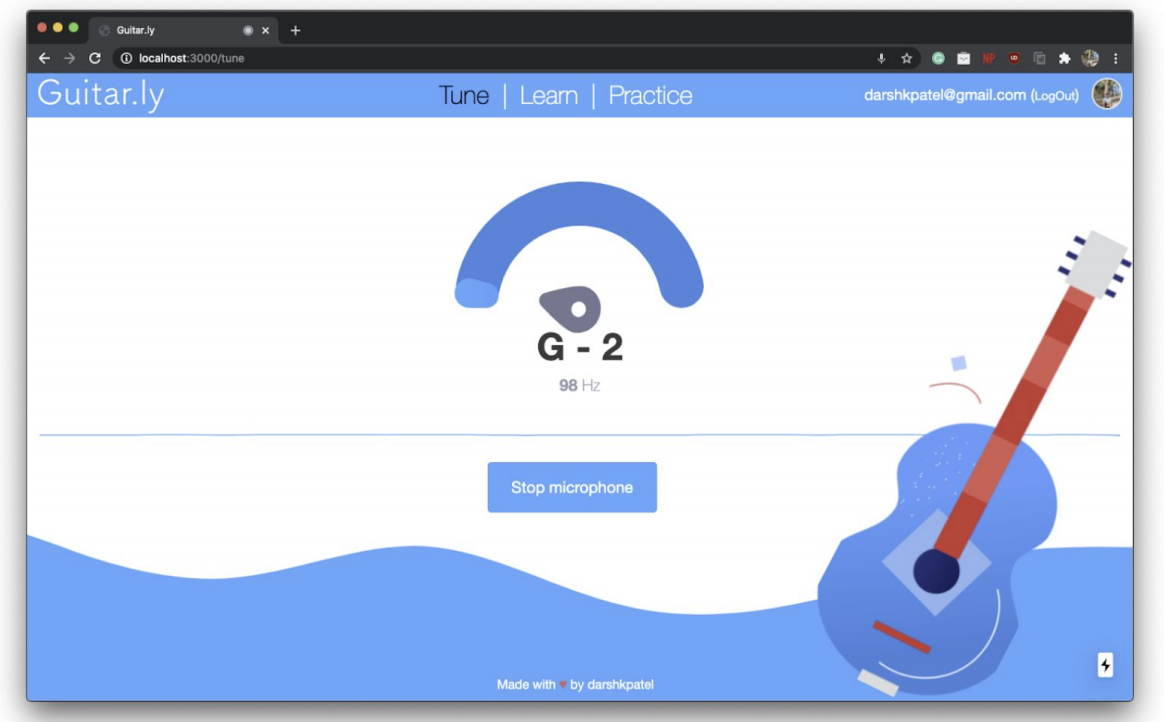 Guitar.ly
localhost:3000/tune
NP
Guitar.ly
Tune | Learn | Practice
darshkpatel@gmail.com (LogOut)
G - 2
98 Hz
Stop microphone
Made with ♥ by darshkpatel